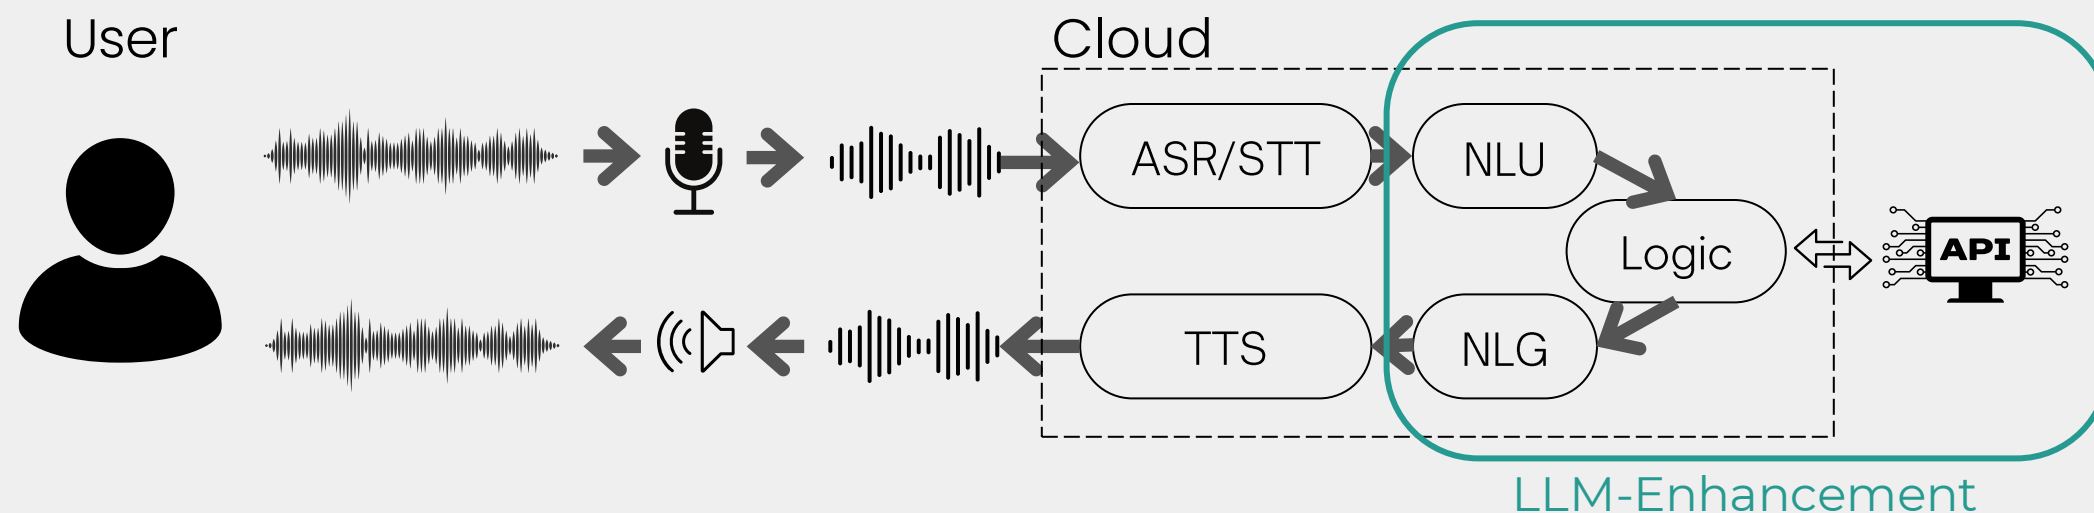 User
Cloud
ASR/STT
NLU
Logic
API
TTS
NLG
LLM-Enhancement